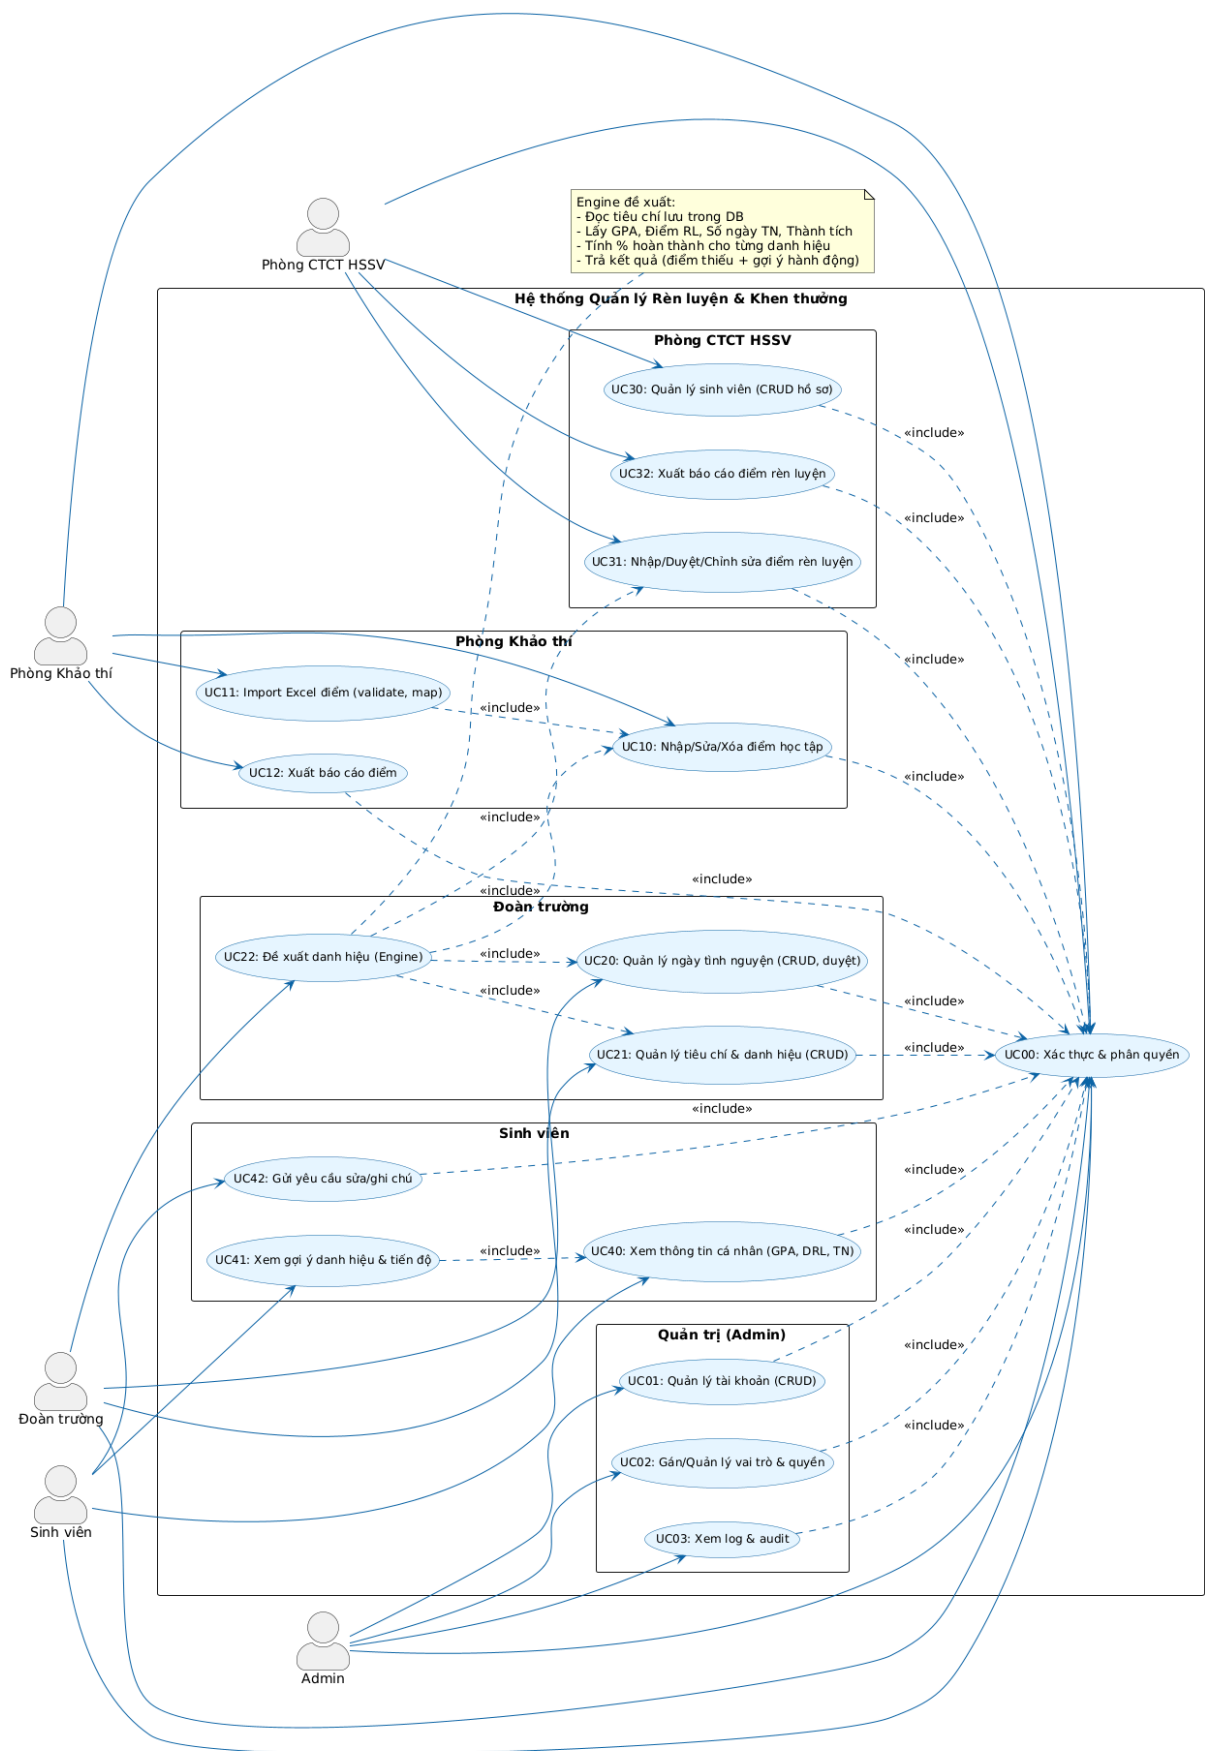 Engine đề xuất:
- Đọc tiêu chí lưu trong DB
- Lấy GPA, Điểm RL, Số ngày TN, Thành tích
- Tính % hoàn thành cho từng danh hiệu
- Trả kết quả (điểm thiếu + gợi ý hành động)
Phòng CTCT HSSV
Hệ thống Quản lý Rèn luyện & Khen thưởng
Phòng CTCT HSSV
UC30: Quản lý sinh viên (CRUD hồ sơ)
«include»
UC32: Xuất báo cáo điểm rèn luyện
«include»
UC31: Nhập/Duyệt/Chỉnh sửa điểm rèn luyện
Phòng Khảo thí
Phòng Khảo thí
«include»
UC11: Import Excel điểm (validate, map)
«include»
UC10: Nhập/Sửa/Xóa điểm học tập
UC12: Xuất báo cáo điểm
«include»
«include»
«include»
«include»
Đoàn trường
UC22: Đề xuất danh hiệu (Engine)
«include»
UC20: Quản lý ngày tình nguyện (CRUD, duyệt)
«include»
«include»
UC21: Quản lý tiêu chí & danh hiệu (CRUD)
«include»
UC00: Xác thực & phân quyền
«include»
Sinh viên
UC42: Gửi yêu cầu sửa/ghi chú
«include»
UC41: Xem gợi ý danh hiệu & tiến độ
«include»
UC40: Xem thông tin cá nhân (GPA, DRL, TN)
«include»
Quản trị (Admin)
«include»
UC01: Quản lý tài khoản (CRUD)
Đoàn trường
«include»
UC02: Gán/Quản lý vai trò & quyền
Sinh viên
UC03: Xem log & audit
Admin